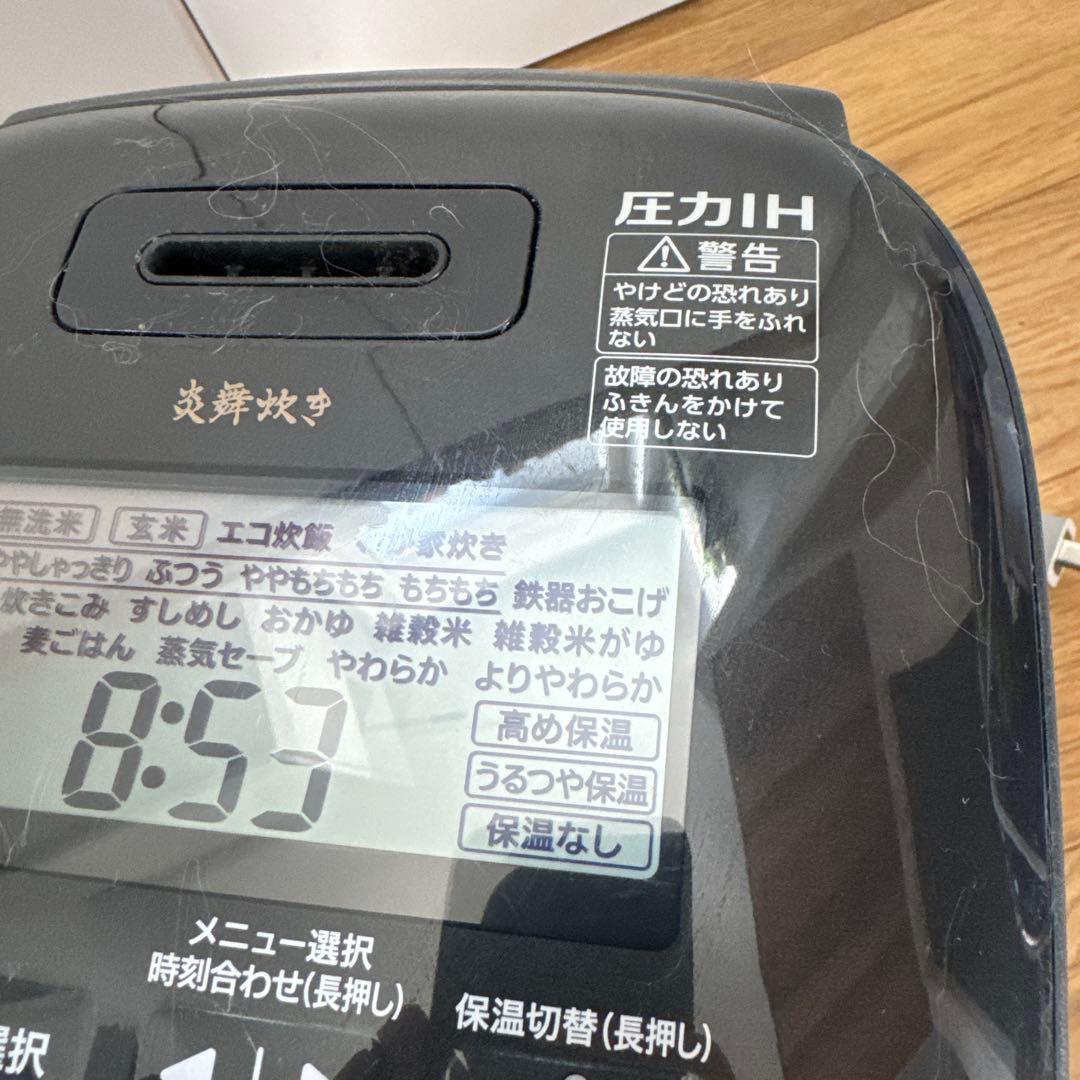 圧力IH
警告
やけどの恐れあり
蒸気口に手をふれ
ない
故障の恐れあり
ふきんをかけて
使用しない
炎舞炊き
無洗米 玄米 エコ炊飯 わが家炊き
ややしゃっきり ふつう ややもちもち もちもち 鉄器おこげ
炊きこみ すしめし おかゆ 雑穀米 雑穀米がゆ
麦ごはん 蒸気セーブ やわらか よりやわらか
8:53
高め保温
うるつや保温
保温なし
メニュー選択
時刻合わせ(長押し)
保温切替(長押し)
選択